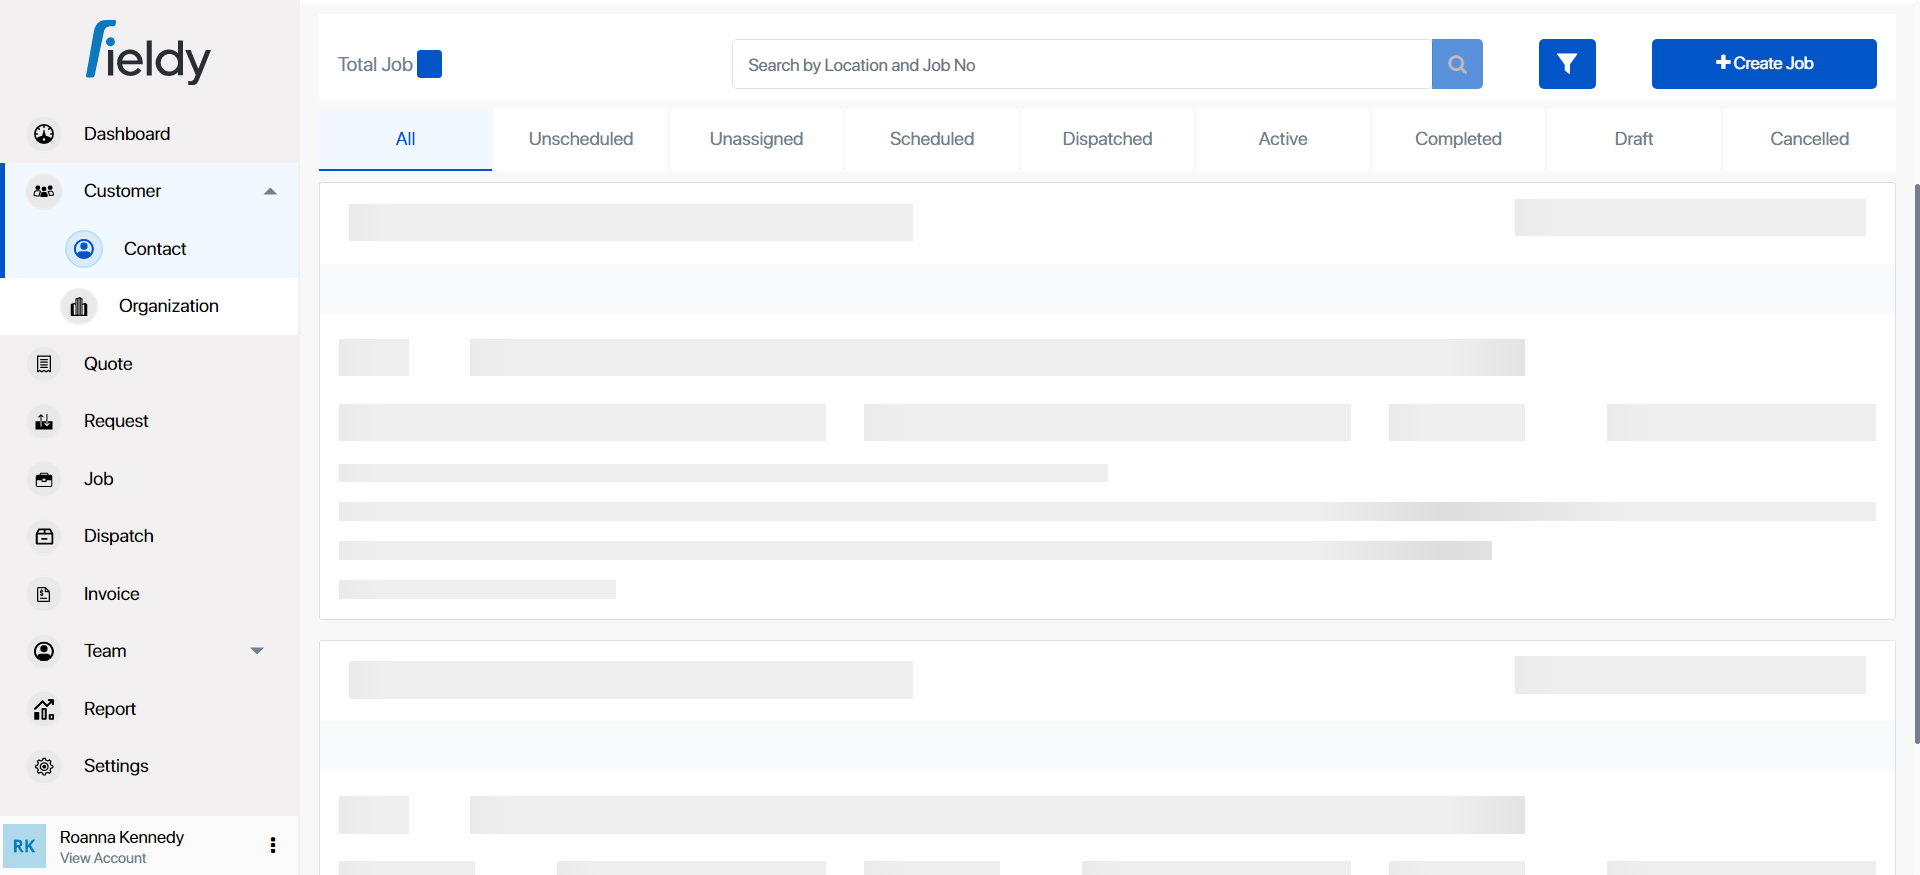 fieldy
Dashboard
Customer
Contact
Organization
Quote
Request
Job
Dispatch
Invoice
Team
Report
Settings
RK
Roanna Kennedy
View Account
Total Job
Search by Location and Job No
Create Job
All
Unscheduled
Unassigned
Scheduled
Dispatched
Active
Completed
Draft
Cancelled